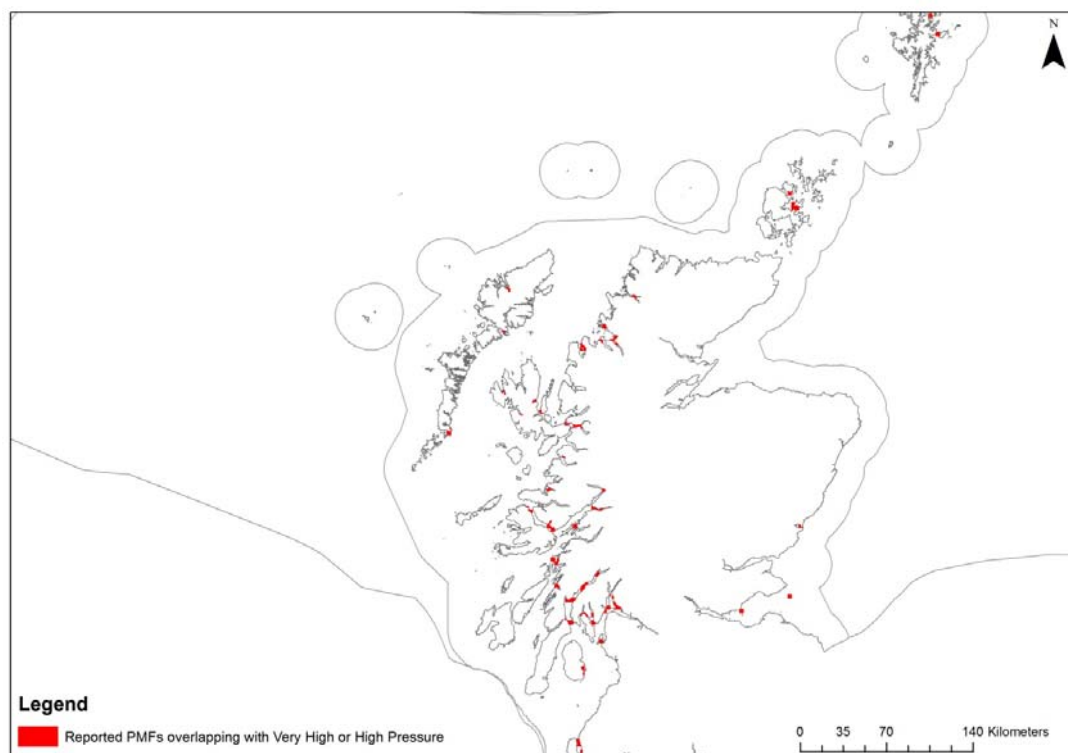 N
Legend
Reported PMFs overlapping with Very High or High Pressure
0 35 70 140 Kilometers